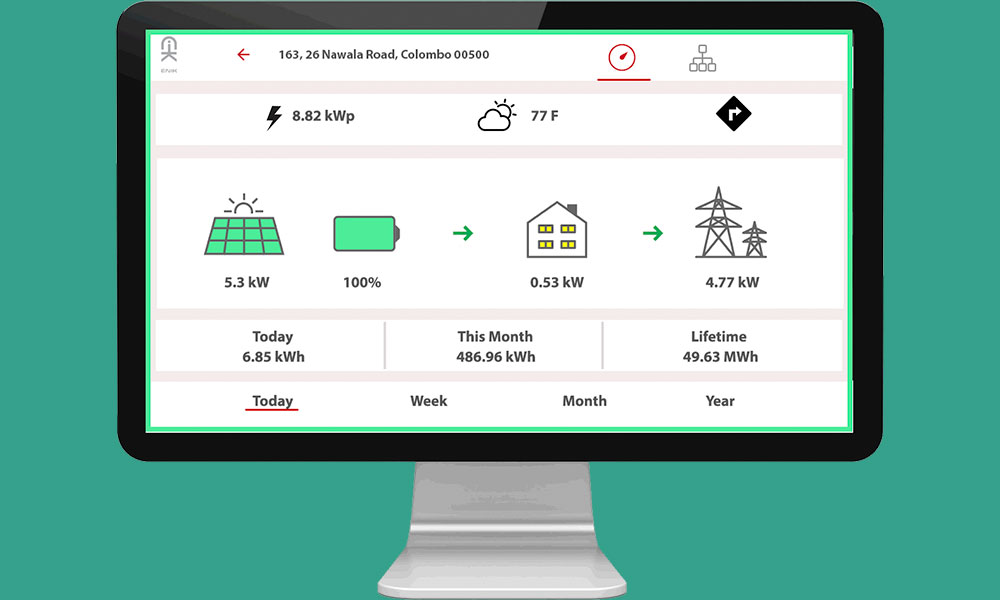 ENIK
163, 26 Nawala Road, Colombo 00500
8.82 kWp
77 F
5.3 kW
100%
0.53 kW
4.77 kW
Today
6.85 kWh
This Month
486.96 kWh
Lifetime
49.63 MWh
Today
Week
Month
Year